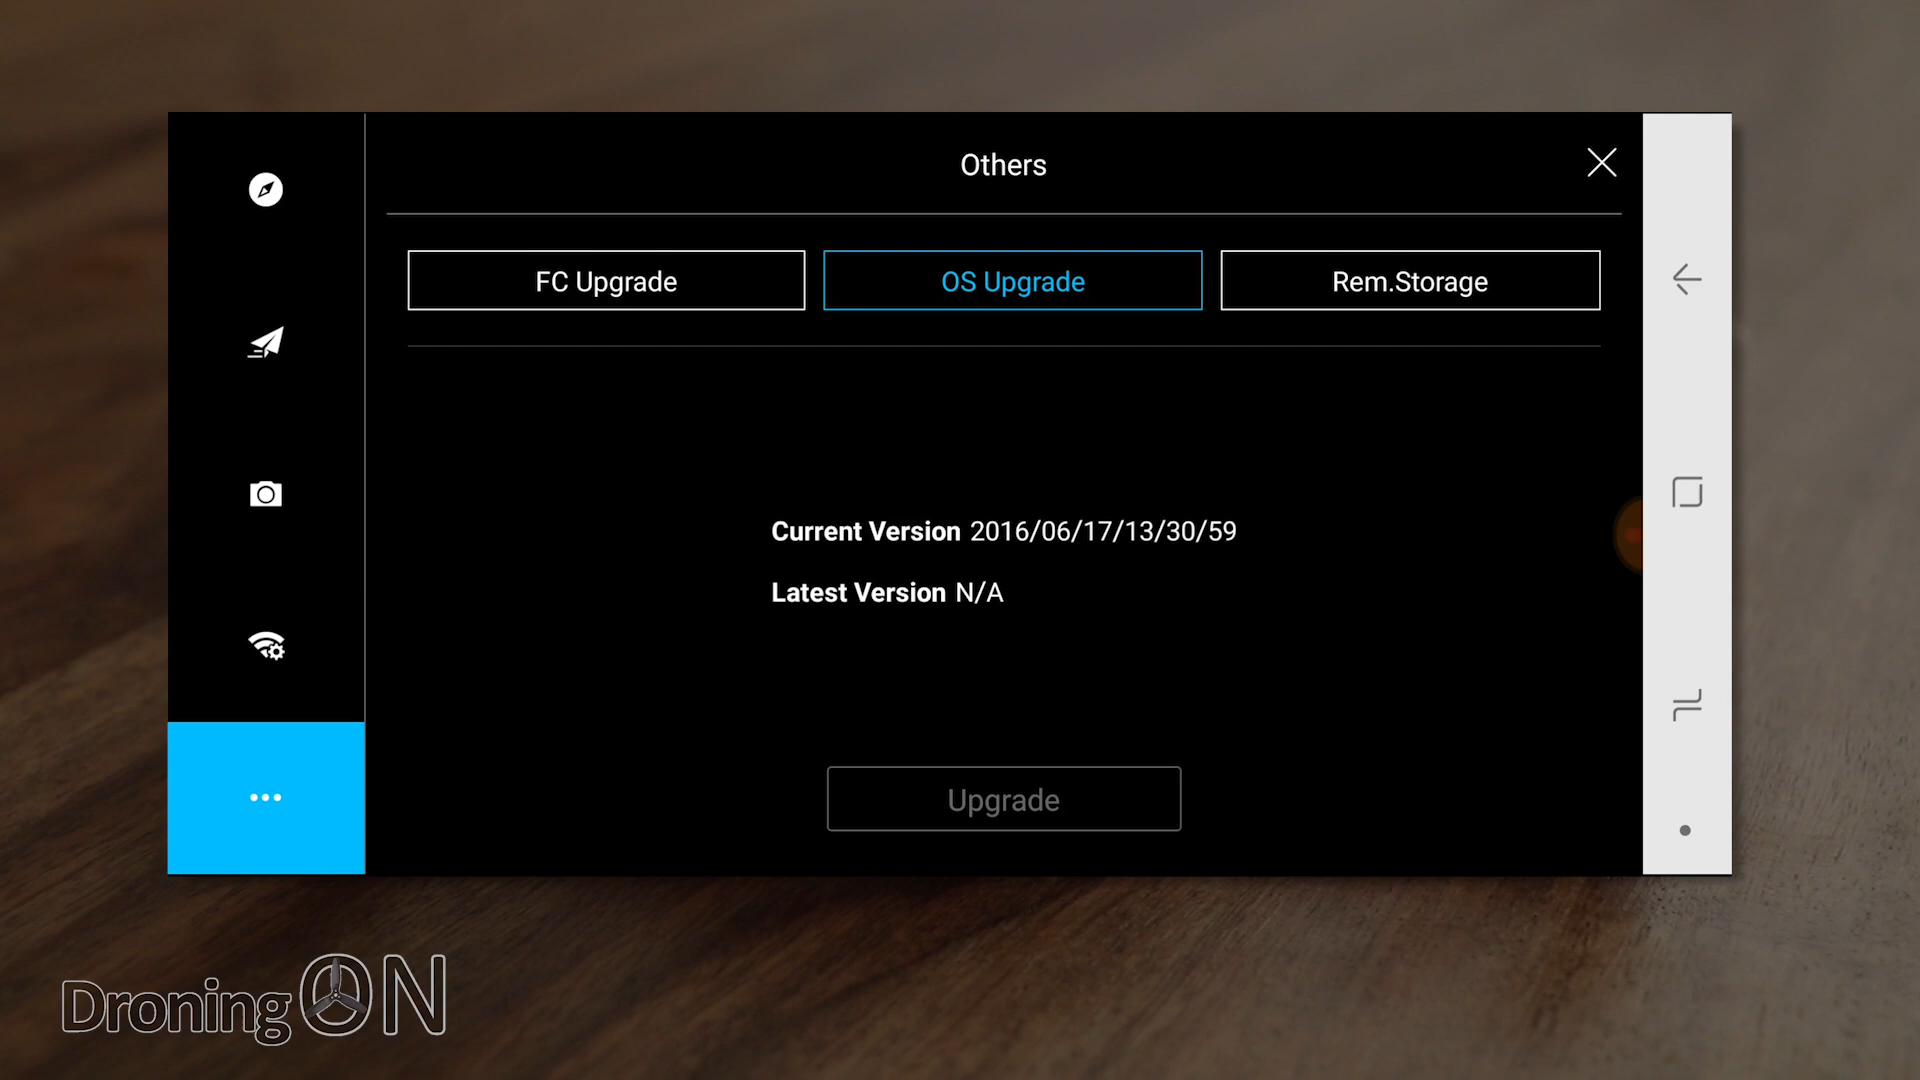 Others
FC Upgrade
OS Upgrade
Rem.Storage
Current Version 2016/06/17/13/30/59
Latest Version N/A
Upgrade
DroningON